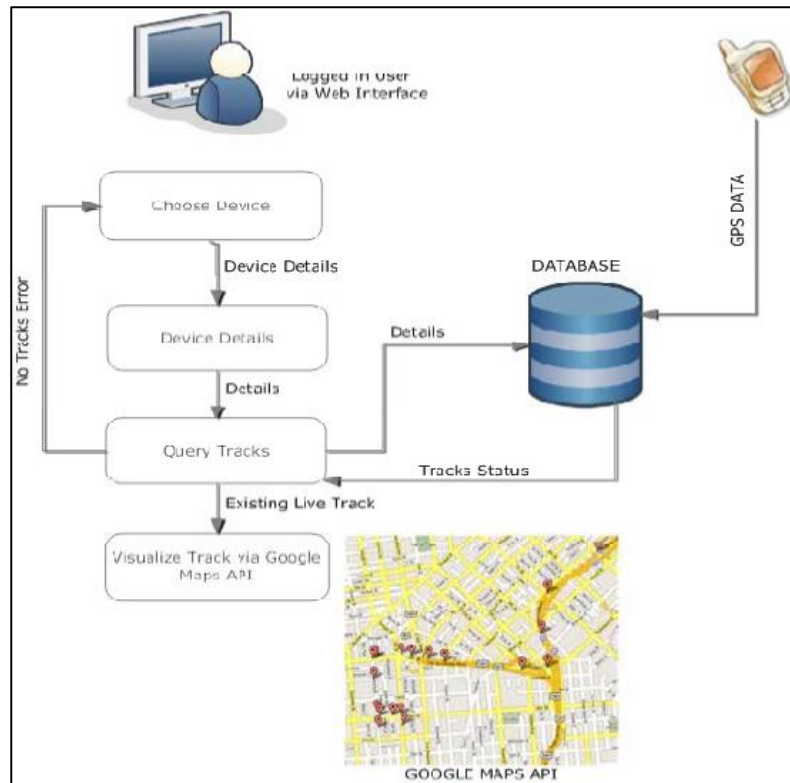 Logged in User
via Web Interface
Choose Device
Device Details
Device Details
Details
Query Tracks
Existing Live Track
Visualize Track via Google
Maps API
No Tracks Error
Details
Tracks Status
DATABASE
GPS DATA
GOOGLE MAPS API